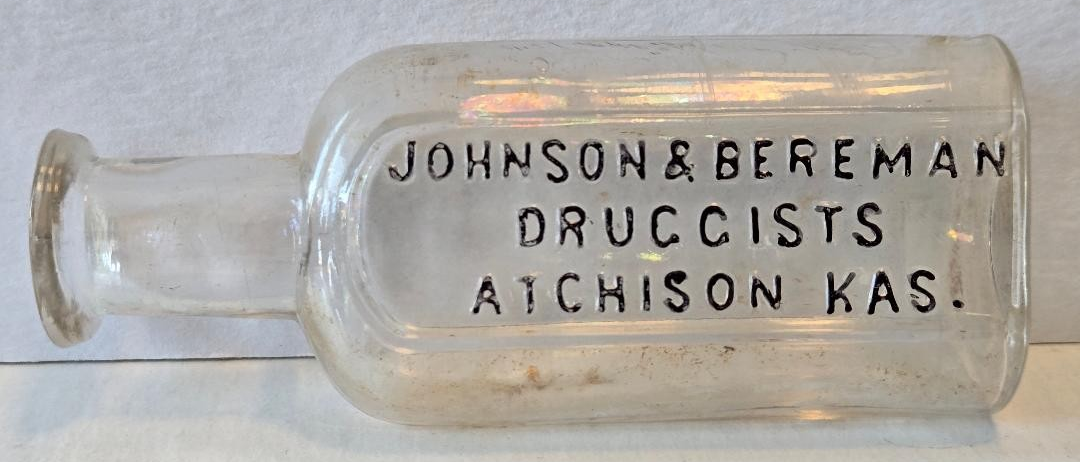 JOHNSON & BEREMAN
DRUGGISTS
ATCHISON KAS.